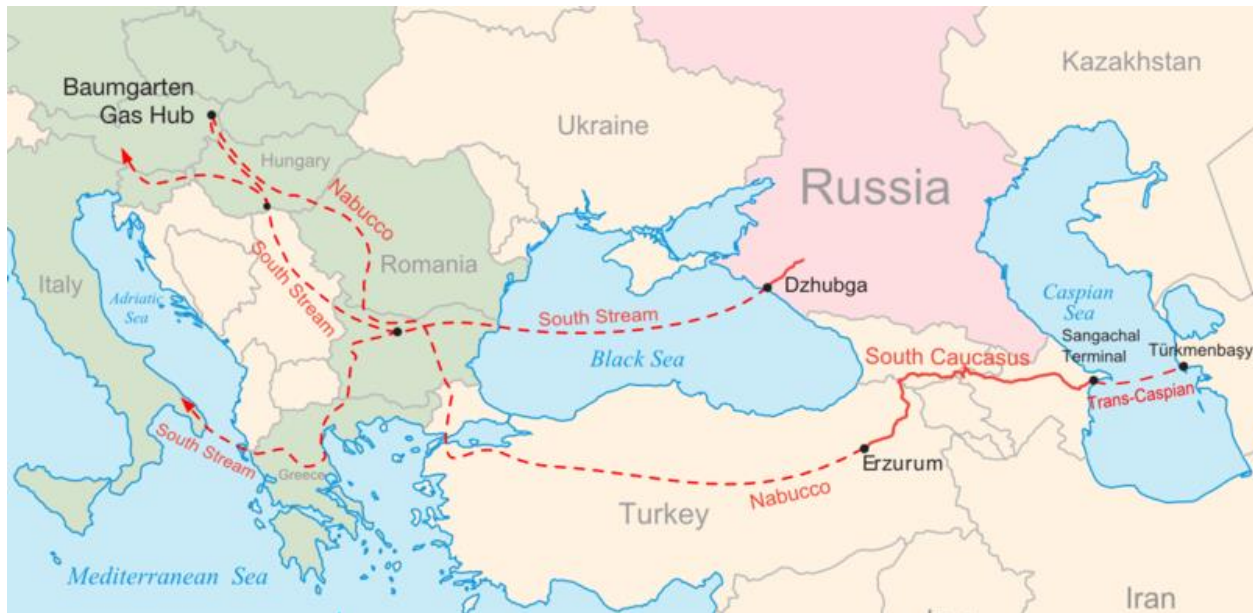 Baumgarten
Gas Hub
Kazakhstan
Ukraine
Hungary
Russia
Nabucco
Romania
South Stream
Italy
Adriatic
Sea
Dzhubga
Caspian
Sea
South Stream
Black Sea
Sangachal
Terminal
South Caucasus
Türkmenbaşy
Trans-Caspian
South Stream
Greece
Erzurum
Nabucco
Turkey
Mediterranean Sea
Iran